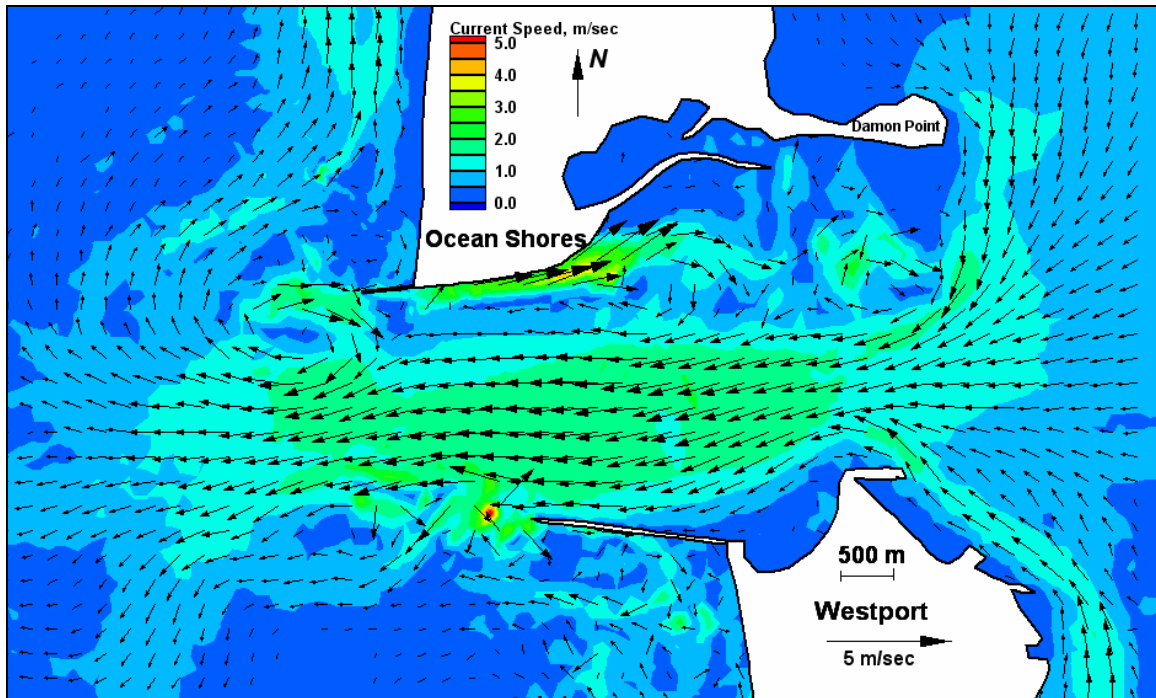 Current Speed, m/sec
5.0
4.0
3.0
2.0
1.0
0.0
N
Damon Point
Ocean Shores
500 m
Westport
5 m/sec